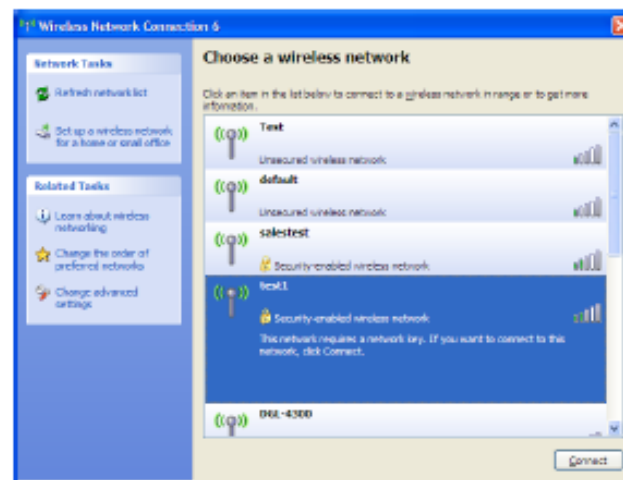 Wireless Network Connection 6
Network Tasks
Refresh network list
Set up a wireless network
for a home or small office
Related Tasks
Learn about wireless
networking
Change the order of
preferred networks
Change advanced
settings
Choose a wireless network
Click an item in the list below to connect to a wireless network in range or to get more
information.
Test
Unsecured wireless network
default
Unsecured wireless network
salestest
Security-enabled wireless network
test1
Security-enabled wireless network
This network requires a network key. If you want to connect to this
network, click Connect.
DGL-4300
Connect